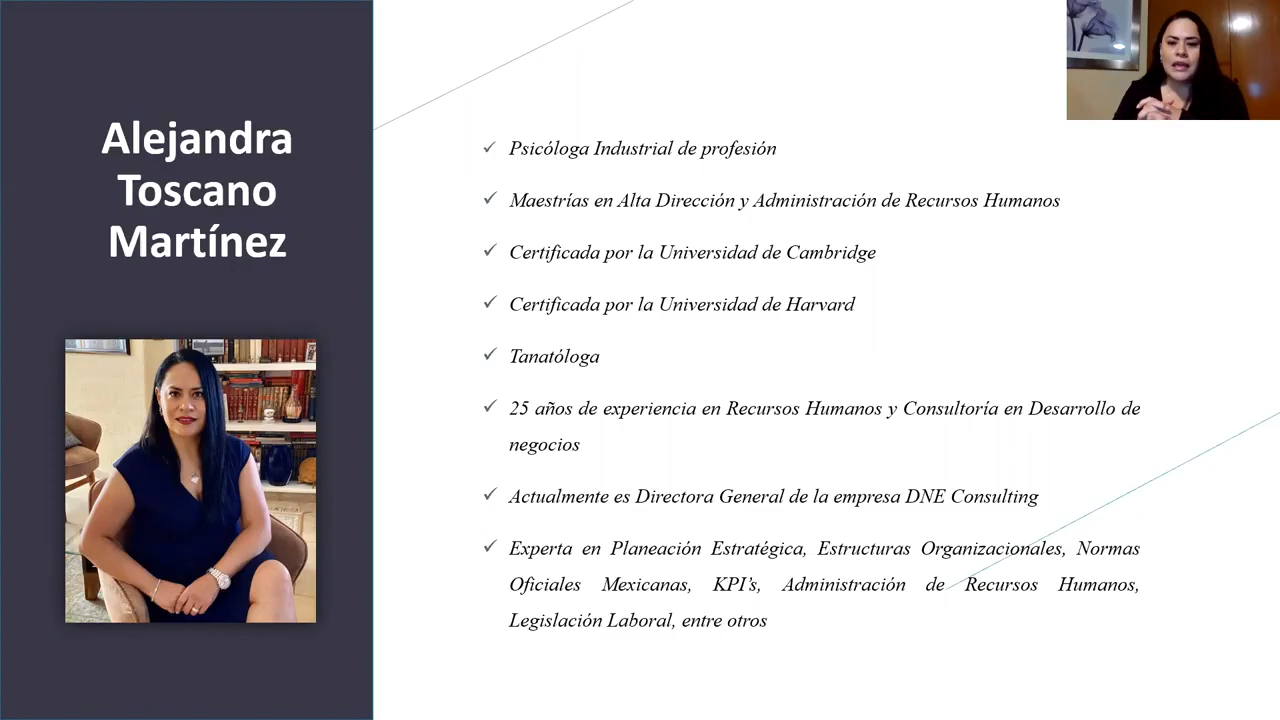 Alejandra
Toscano
Martínez
Psicóloga Industrial de profesión
Maestrías en Alta Dirección y Administración de Recursos Humanos
Certificada por la Universidad de Cambridge
Certificada por la Universidad de Harvard
Tanatóloga
25 años de experiencia en Recursos Humanos y Consultoría en Desarrollo de
negocios
Actualmente es Directora General de la empresa DNE Consulting
Experta en Planeación Estratégica, Estructuras Organizacionales, Normas
Oficiales Mexicanas, KPI’s, Administración de Recursos Humanos,
Legislación Laboral, entre otros